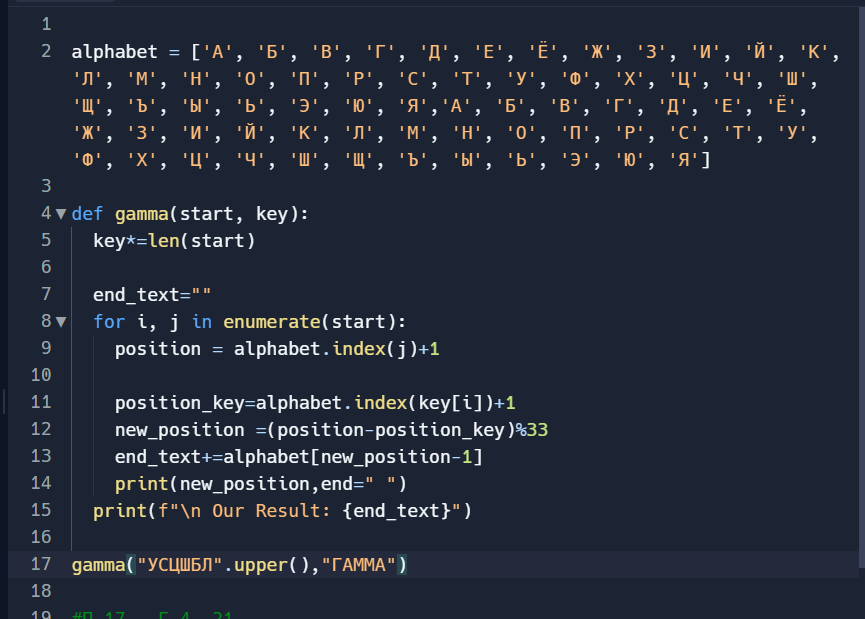 1
2 alphabet = ['А', 'Б', 'В', 'Г', 'Д', 'Е', 'Ё', 'Ж', 'З', 'И', 'Й', 'К',
'Л', 'М', 'Н', 'О', 'П', 'Р', 'С', 'Т', 'У', 'Ф', 'Х', 'Ц', 'Ч', 'Ш',
'Щ', 'Ъ', 'Ы', 'Ь', 'Э', 'Ю', 'Я','А', 'Б', 'В', 'Г', 'Д', 'Е', 'Ё',
'Ж', 'З', 'И', 'Й', 'К', 'Л', 'М', 'Н', 'О', 'П', 'Р', 'С', 'Т', 'У',
'Ф', 'Х', 'Ц', 'Ч', 'Ш', 'Щ', 'Ъ', 'Ы', 'Ь', 'Э', 'Ю', 'Я']
3
4 def gamma(start, key):
5 key*=len(start)
6
7 end_text=""
8 for i, j in enumerate(start):
9 position = alphabet.index(j)+1
10
11 position_key=alphabet.index(key[i])+1
12 new_position =(position-position_key)%33
13 end_text+=alphabet[new_position-1]
14 print(new_position,end=" ")
15 print(f"\n Our Result: {end_text}")
16
17 gamma("УСЦШБЛ".upper(),"ГАММА")
18
19